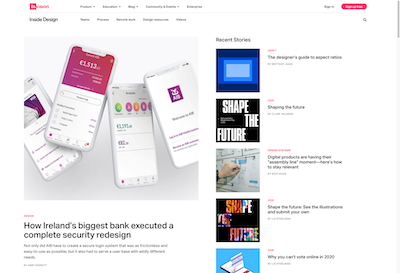 Product
Education
Blog
Community & Events
Enterprise
Sign in
Sign up free
Inside Design
Teams
Process
Remote work
Design resources
Videos
Recent Stories
The designer's guide to aspect ratios
SHAPE
THE
FUTURE
Shaping the future
Digital products are having their
"assembly line" moment—here's how
to stay relevant
SHAPE
THE
FUTURE
Shape the future: See the illustrations
and submit your own
Why you can't vote online in 2020
€1,513
AIB
Welcome to AIB
How Ireland's biggest bank executed a
complete security redesign
Not only did AIB have to create a secure login system that was as frictionless and
easy-to-use as possible, but it also had to serve a user base with wildly different
needs.